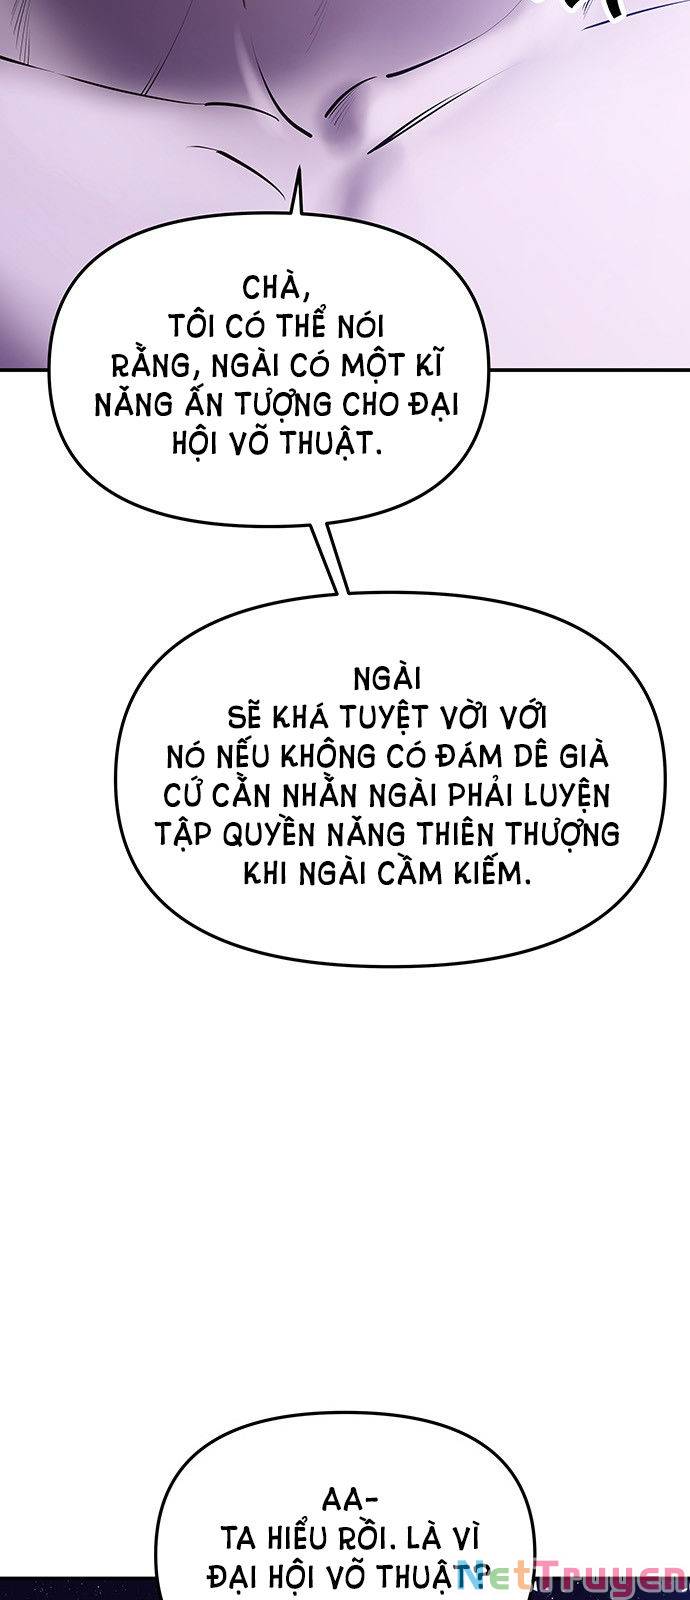 CHÀ,
TÔI CÓ THỂ NÓI
RẰNG, NGÀI CÓ MỘT KĨ
NĂNG ẤN TƯỢNG CHO ĐẠI
HỘI VÕ THUẬT.
NGÀI
SẼ KHÁ TUYỆT VỜI VỚI
NÓ NẾU KHÔNG CÓ ĐÁM DÊ GIÀ
CỨ CẰN NHẰN NGÀI PHẢI LUYỆN
TẬP QUYỀN NĂNG THIÊN THƯỢNG
KHI NGÀI CẦM KIẾM.
AA-
TA HIỂU RỒI. LÀ VÌ
ĐẠI HỘI VÕ THUẬT?
NetTruyen